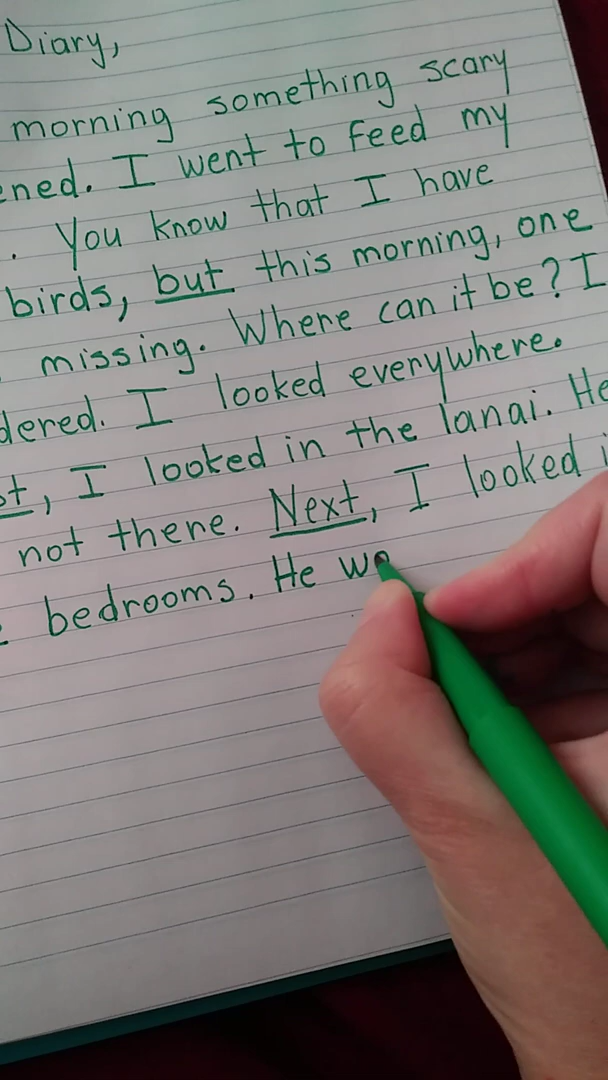 Diary,
morning something scary
ened. I went to feed my
. You know that I have
birds, but this morning, one
missing. Where can it be? I
dered. I looked everywhere.
st, I looked in the lanai. He
not there. Next, I looked i
bedrooms. He wa